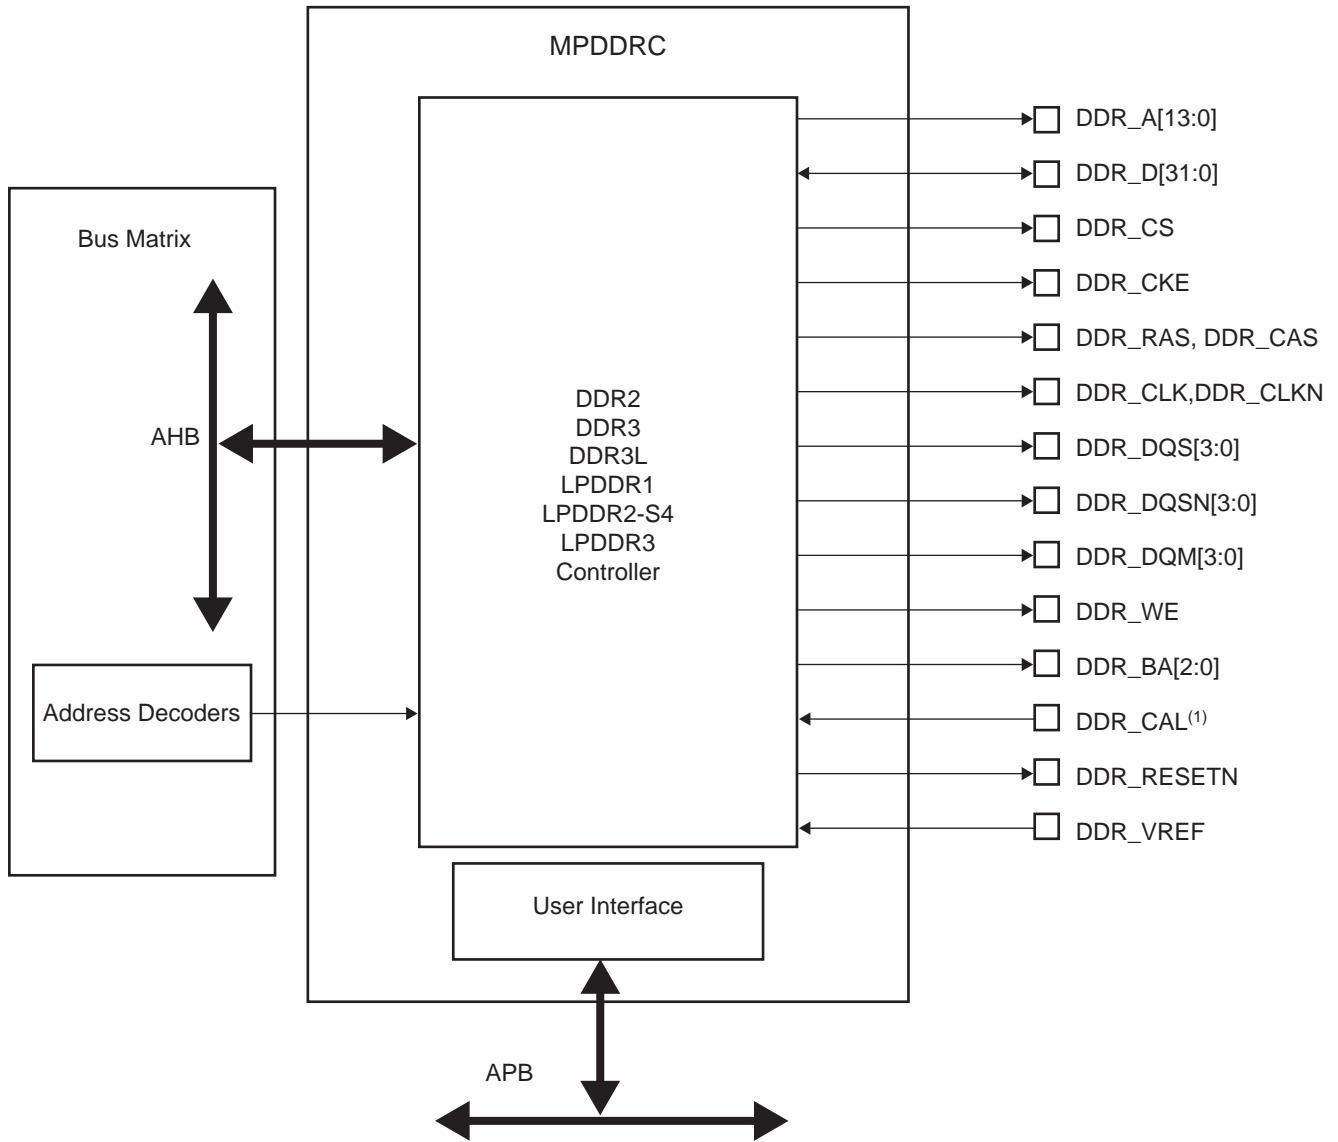 MPDDRC
Bus Matrix
AHB
Address Decoders
DDR2
DDR3
DDR3L
LPDDR1
LPDDR2-S4
LPDDR3
Controller
User Interface
APB
DDR_A[13:0]
DDR_D[31:0]
DDR_CS
DDR_CKE
DDR_RAS, DDR_CAS
DDR_CLK,DDR_CLKN
DDR_DQS[3:0]
DDR_DQSN[3:0]
DDR_DQM[3:0]
DDR_WE
DDR_BA[2:0]
DDR_CAL(1)
DDR_RESETN
DDR_VREF